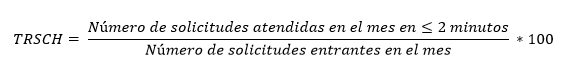 Número de solicitudes atendidas en el mes en ≤ 2 minutos
TRSCH = ――― * 100
Número de solicitudes entrantes en el mes